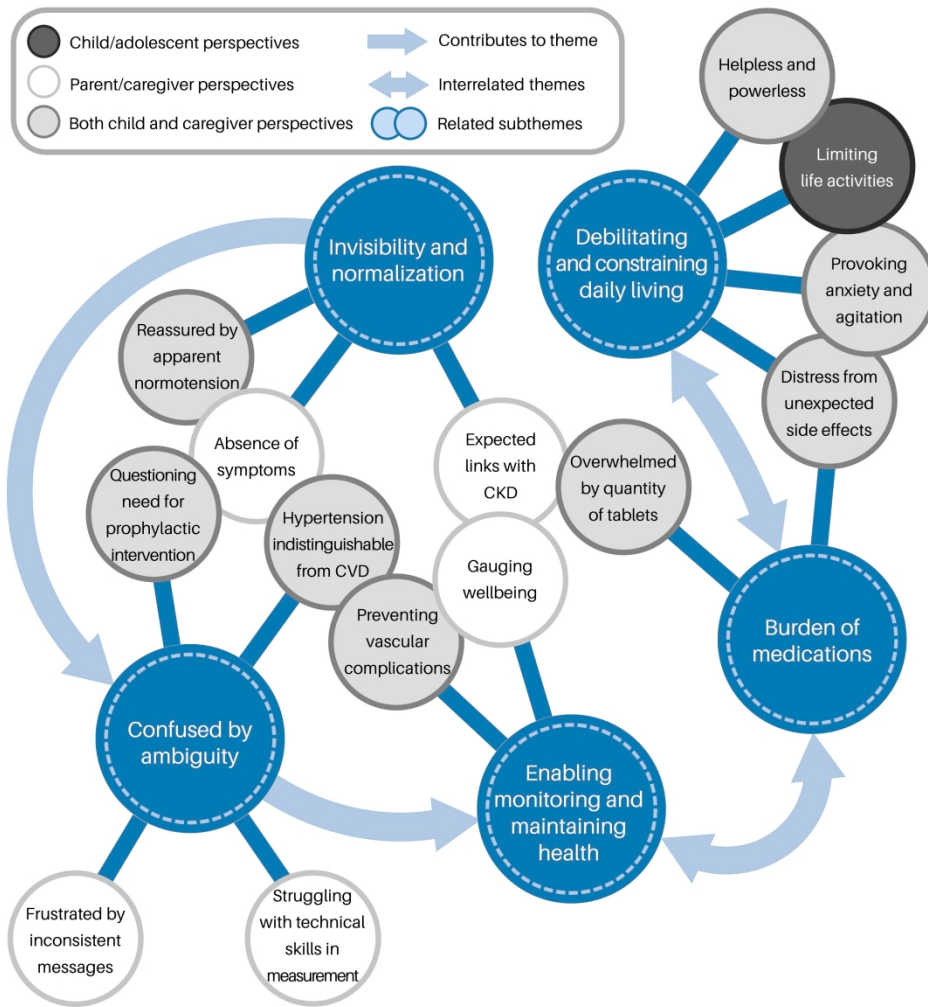 Child/adolescent perspectives
Parent/caregiver perspectives
Both child and caregiver perspectives
Contributes to theme
Interrelated themes
Related subthemes
Helpless and
powerless
Limiting
life activities
Invisibility and
normalization
Debilitating
and constraining
daily living
Provoking
anxiety and
agitation
Reassured by
apparent
normotension
Distress from
unexpected
side effects
Absence of
symptoms
Expected
links with
CKD
Overwhelmed
by quantity
of tablets
Questioning
need for
prophylactic
intervention
Hypertension
indistinguishable
from CVD
Gauging
wellbeing
Preventing
vascular
complications
Burden of
medications
Confused by
ambiguity
Enabling
monitoring and
maintaining
health
Frustrated by
inconsistent
messages
Struggling
with technical
skills in
measurement